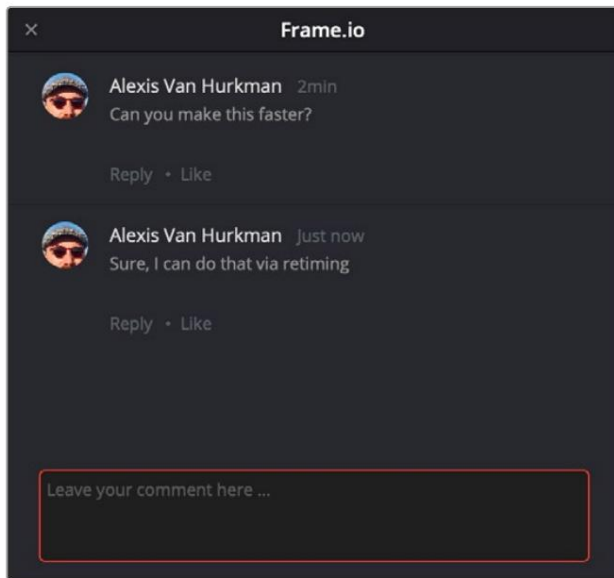 Frame.io
Alexis Van Hurkman 2min
Can you make this faster?
Reply • Like
Alexis Van Hurkman Just now
Sure, I can do that via retiming
Reply • Like
Leave your comment here ...